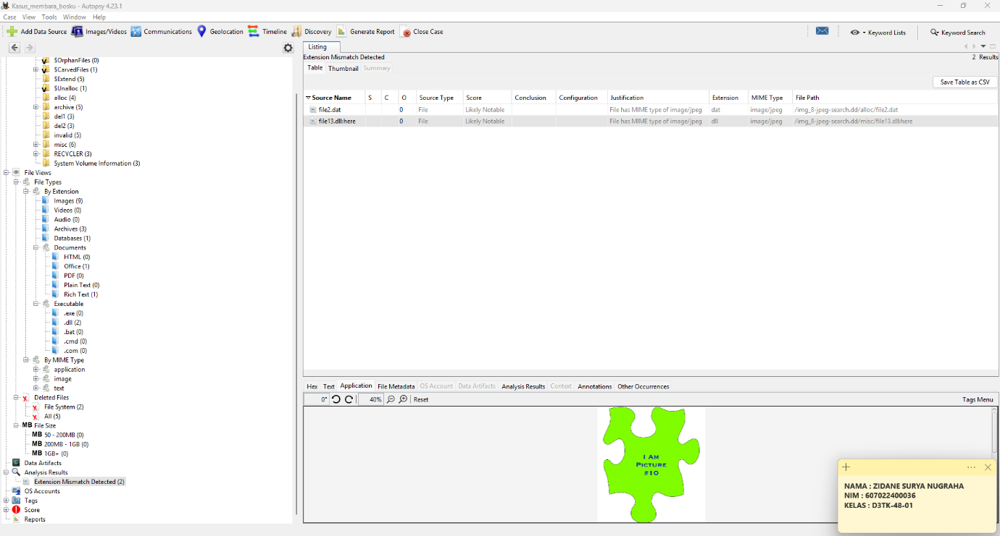 Kasus_membara_bosku - Autopsy 4.23.1
Case View Tools Window Help
Add Data Source Images/Videos Communications Geolocation Timeline Discovery Generate Report Close Case Keyword Lists Keyword Search
$OrphanFiles (0)
$CarvedFiles (1)
$Extend (5)
$Unalloc (1)
alloc (4)
archive (5)
del1 (3)
del2 (3)
invalid (5)
misc (6)
RECYCLER (3)
System Volume Information (3)
File Views
File Types
By Extension
Images (9)
Videos (0)
Audio (0)
Archives (3)
Databases (1)
Documents
HTML (0)
Office (1)
PDF (0)
Plain Text (0)
Rich Text (1)
Executable
.exe (0)
.dll (2)
.bat (0)
.cmd (0)
.com (0)
By MIME Type
application
image
text
Deleted Files
File System (2)
All (5)
MB File Size
MB 50 - 200MB (0)
MB 200MB - 1GB (0)
MB 1GB+ (0)
Data Artifacts
Analysis Results
Extension Mismatch Detected (2)
OS Accounts
Tags
Score
Reports
Listing
Extension Mismatch Detected 2 Results
Table Thumbnail Summary
Save Table as CSV
Source Name S C O Source Type Score Conclusion Configuration Justification Extension MIME Type File Path
file2.dat 0 File Likely Notable File has MIME type of image/jpeg dat image/jpeg /img_8-jpeg-search.dd/alloc/file2.dat
file13.dll:here 0 File Likely Notable File has MIME type of image/jpeg dll image/jpeg /img_8-jpeg-search.dd/misc/file13.dll:here
Hex Text Application File Metadata OS Account Data Artifacts Analysis Results Context Annotations Other Occurrences
0° 40% Reset Tags Menu
I AM
PICTURE
#10
NAMA : ZIDANE SURYA NUGRAHA
NIM : 607022400036
KELAS : D3TK-48-01